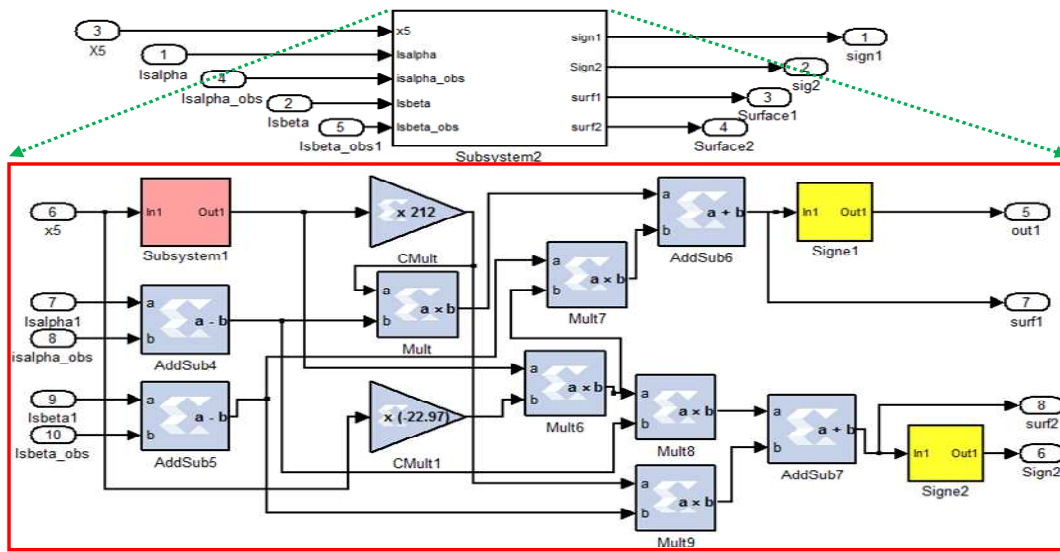 3
X5
1
Isalpha
4
Isalpha_obs
2
Isbeta
5
Isbeta_obs1
x5
Isalpha
isalpha_obs
Isbeta
Isbeta_obs
sign1
Sign2
surf1
surf2
Subsystem2
1
sign1
2
sig2
3
Surface1
4
Surface2
6
x5
In1 Out1
Subsystem1
x 212
CMult
7
Isalpha1
8
isalpha_obs
a
b
a - b
AddSub4
9
Isbeta1
10
Isbeta_obs
a
b
a - b
AddSub5
a
b
a x b
Mult
x (-22.97)
CMult1
a
b
a x b
Mult7
a
b
a x b
Mult6
a
b
a + b
AddSub6
In1 Out1
Signe1
5
out1
7
surf1
a
b
a x b
Mult8
a
b
a x b
Mult9
a
b
a + b
AddSub7
In1 Out1
Signe2
8
surf2
6
Sign2